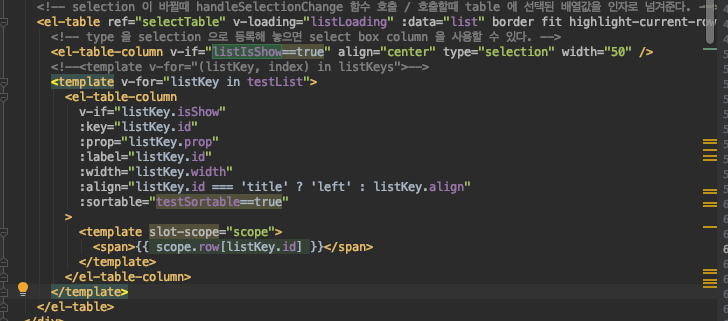 <!-- selection 이 바뀔때 handleSelectionChange 함수 호출 / 호출할때 table 에 선택된 배열값을 인자로 넘겨준다.
<el-table ref="selectTable" v-loading="listLoading" :data="list" border fit highlight-current-row
<!-- type 을 selection 으로 등록해 놓으면 select box column 을 사용할 수 있다. -->
<el-table-column v-if="listIsShow==true" align="center" type="selection" width="50" />
<!--<template v-for="(listKey, index) in listKeys">-->
<template v-for="listKey in testList">
<el-table-column
v-if="listKey.isShow"
:key="listKey.id"
:prop="listKey.prop"
:label="listKey.id"
:width="listKey.width"
:align="listKey.id === 'title' ? 'left' : listKey.align"
:sortable="testSortable==true"
>
<template slot-scope="scope">
<span>{{ scope.row[listKey.id] }}</span>
</template>
</el-table-column>
</template>
</el-table>
</div>